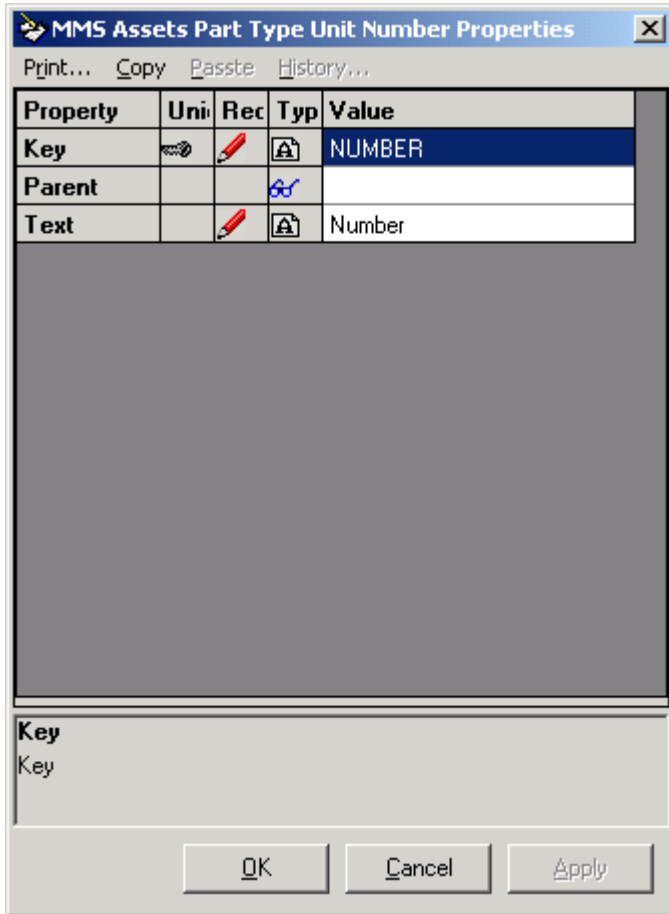 MMS Assets Part Type Unit Number Properties
Print... Copy Passte History...
Property Uni Rec Typ Value
Key A NUMBER
Parent
Text A Number
Key
Key
OK Cancel Apply